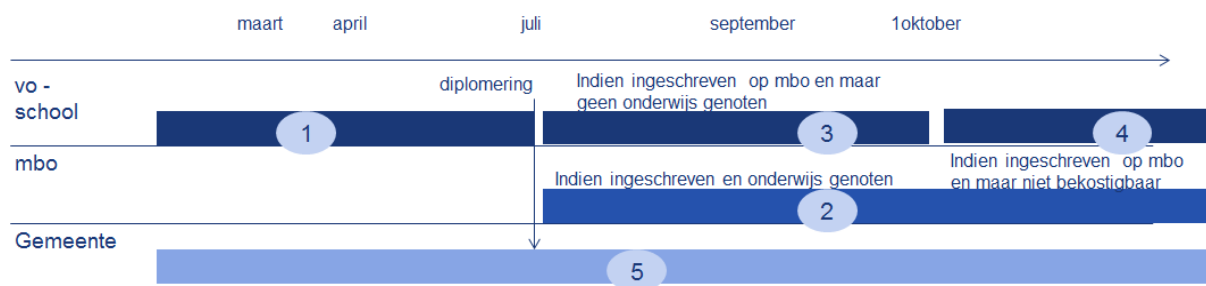 maart april juli september 1oktober
vo -
school
diplomering
Indien ingeschreven op mbo en maar
geen onderwijs genoten
1
3
4
mbo
Indien ingeschreven en onderwijs genoten
Indien ingeschreven op mbo
en maar niet bekostigbaar
2
Gemeente
5